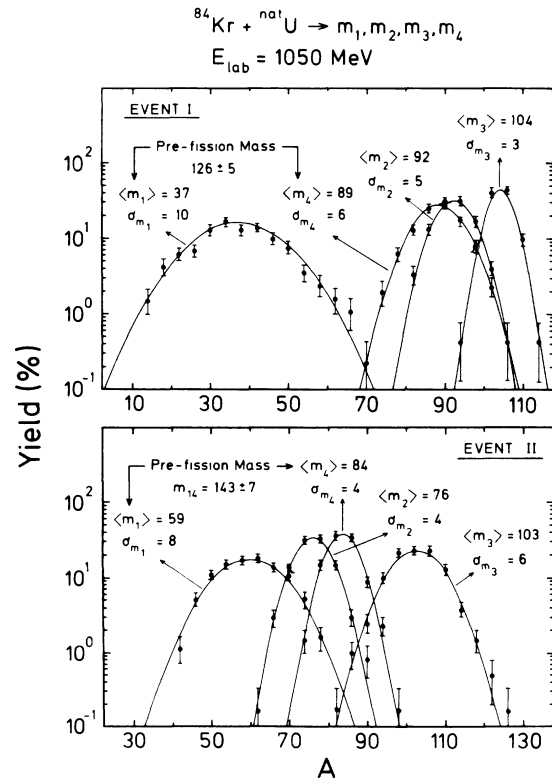 ⁸⁴Kr + ⁿᵃᵗU → m₁, m₂, m₃, m₄
E_lab = 1050 MeV
EVENT I
Pre-fission Mass
126 ± 5
⟨m₁⟩ = 37
σ_m₁ = 10
⟨m₄⟩ = 89
σ_m₄ = 6
⟨m₂⟩ = 92
σ_m₂ = 5
⟨m₃⟩ = 104
σ_m₃ = 3
10²
10¹
10⁰
10⁻¹
10 30 50 70 90 110
Yield (%)
EVENT II
Pre-fission Mass
m₁₄ = 143 ± 7
⟨m₁⟩ = 59
σ_m₁ = 8
⟨m₄⟩ = 84
σ_m₄ = 4
⟨m₂⟩ = 76
σ_m₂ = 4
⟨m₃⟩ = 103
σ_m₃ = 6
10²
10¹
10⁰
10⁻¹
30 50 70 90 110 130
A